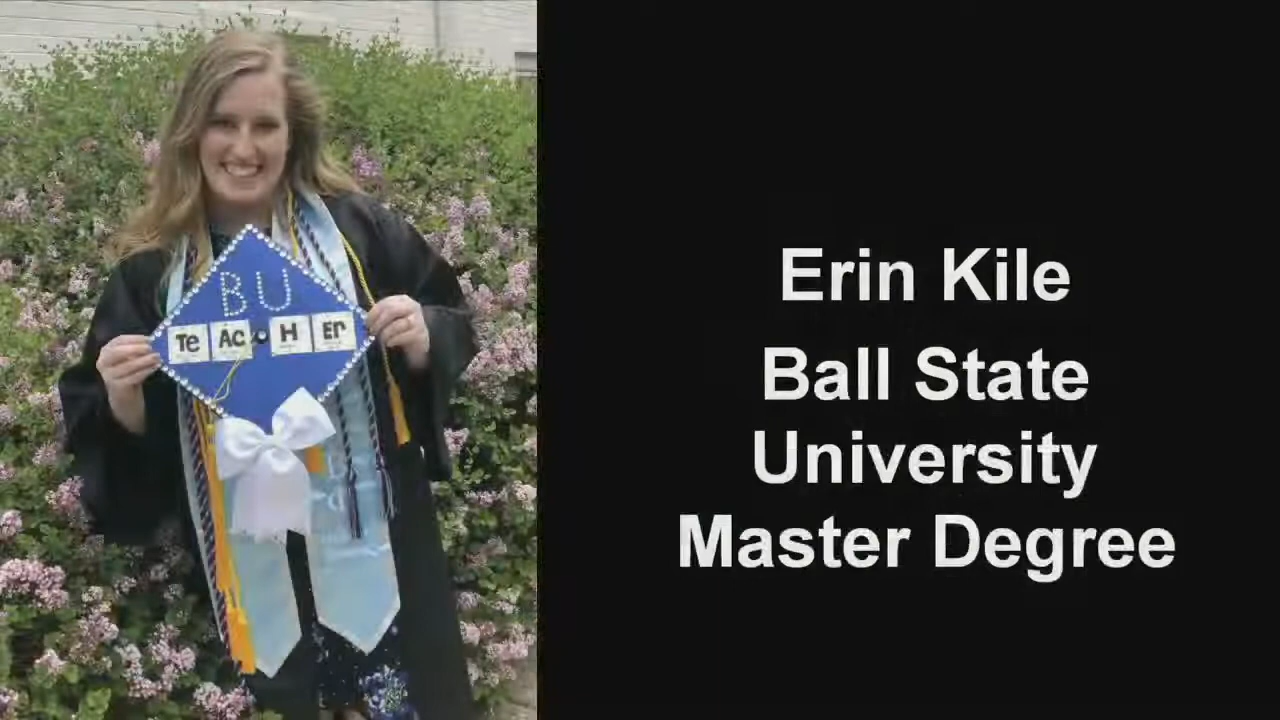 BU
Te Ac H Er
Erin Kile
Ball State
University
Master Degree